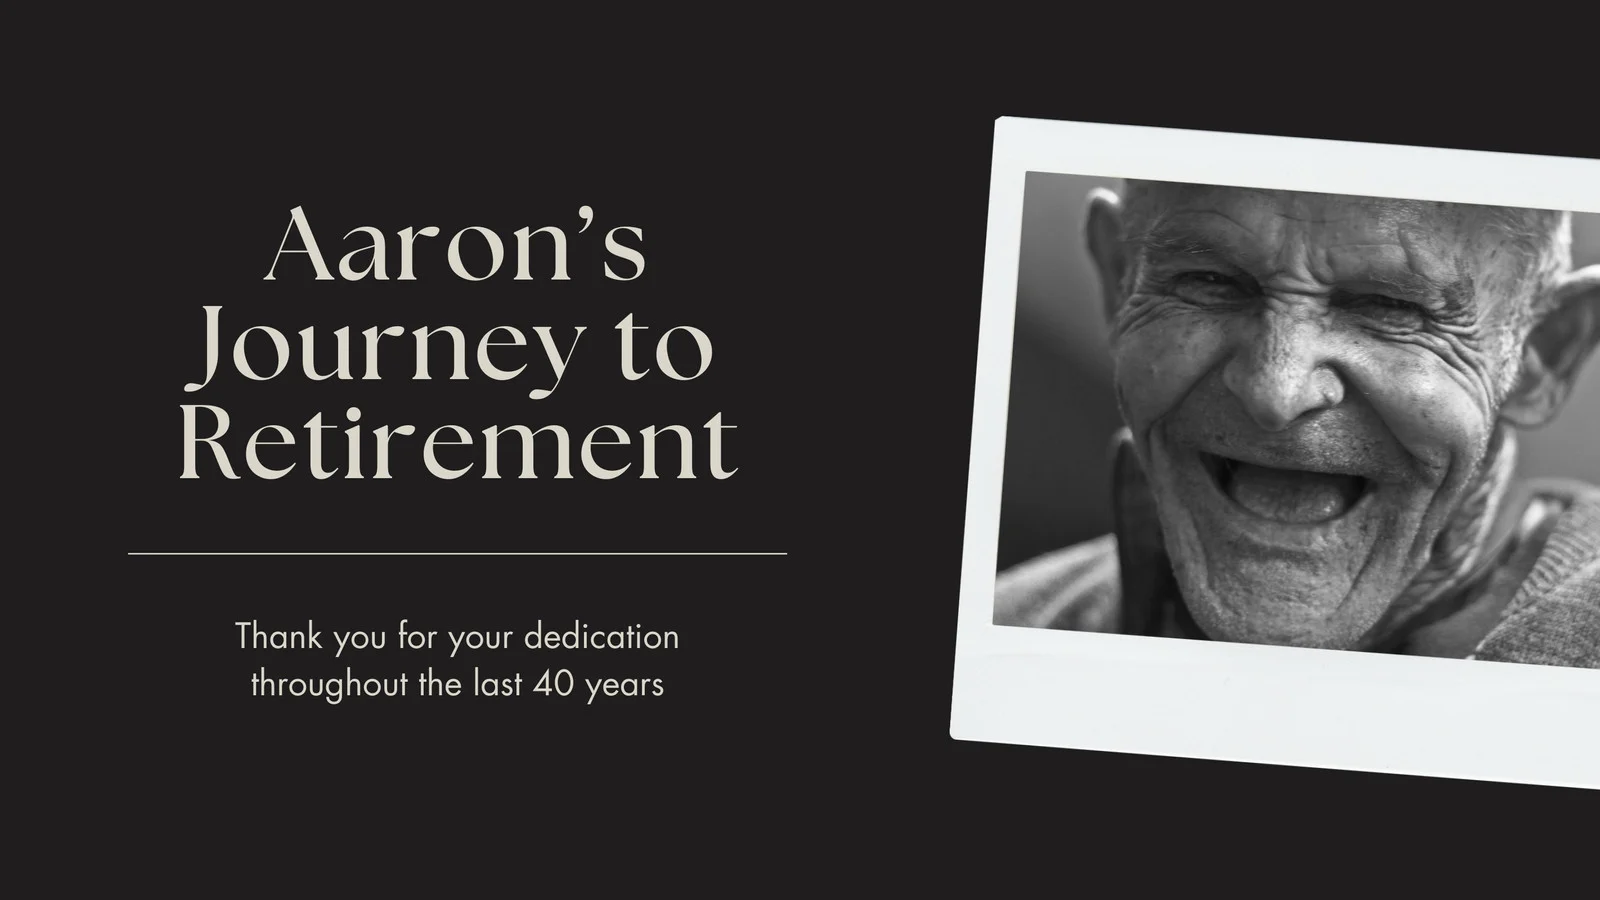 Aaron’s
Journey to
Retirement
Thank you for your dedication
throughout the last 40 years